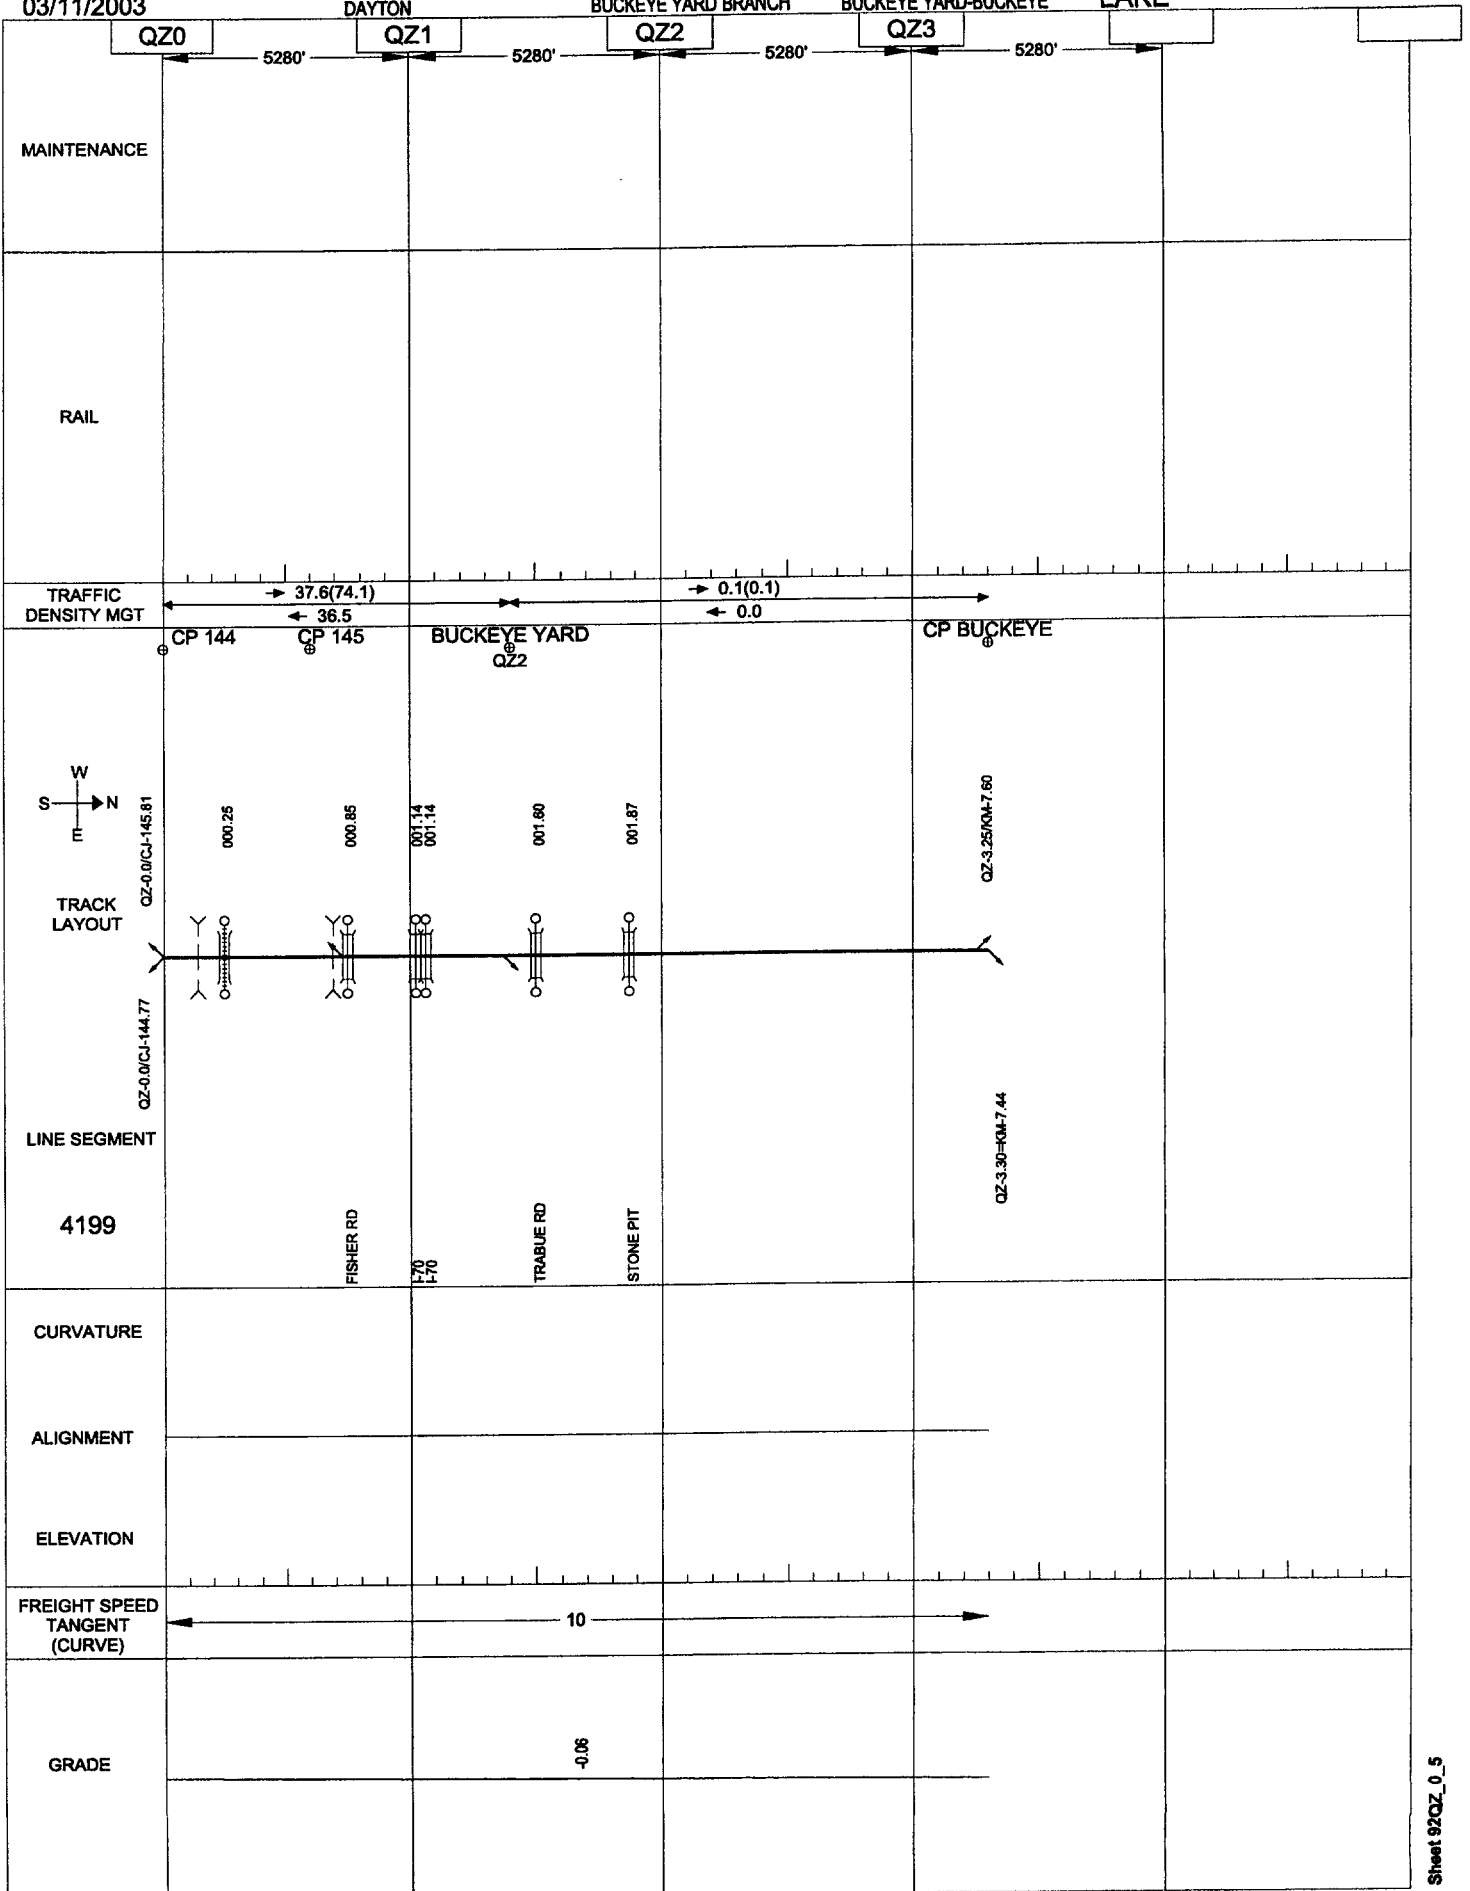 03/11/2003 DAYTON BUCKEYE YARD BRANCH BUCKEYE YARD-BUCKEYE LAKE
QZ0 QZ1 QZ2 QZ3
5280' 5280' 5280' 5280'
MAINTENANCE
RAIL
TRAFFIC
DENSITY MGT
37.6(74.1) 0.1(0.1)
36.5 0.0
CP 144 CP 145 BUCKEYE YARD CP BUCKEYE
QZ2
W
S N
E
QZ-0.0/CJ-145.81
000.25
000.85
001.14
001.14
001.60
001.87
QZ-3.25/KM-7.60
TRACK
LAYOUT
QZ-0.0/CJ-144.77
QZ-3.30=KM-7.44
LINE SEGMENT
4199
FISHER RD
I-70
I-70
TRABUE RD
STONE PIT
CURVATURE
ALIGNMENT
ELEVATION
FREIGHT SPEED
TANGENT
(CURVE)
10
GRADE
-0.06
Sheet 92QZ_0_5